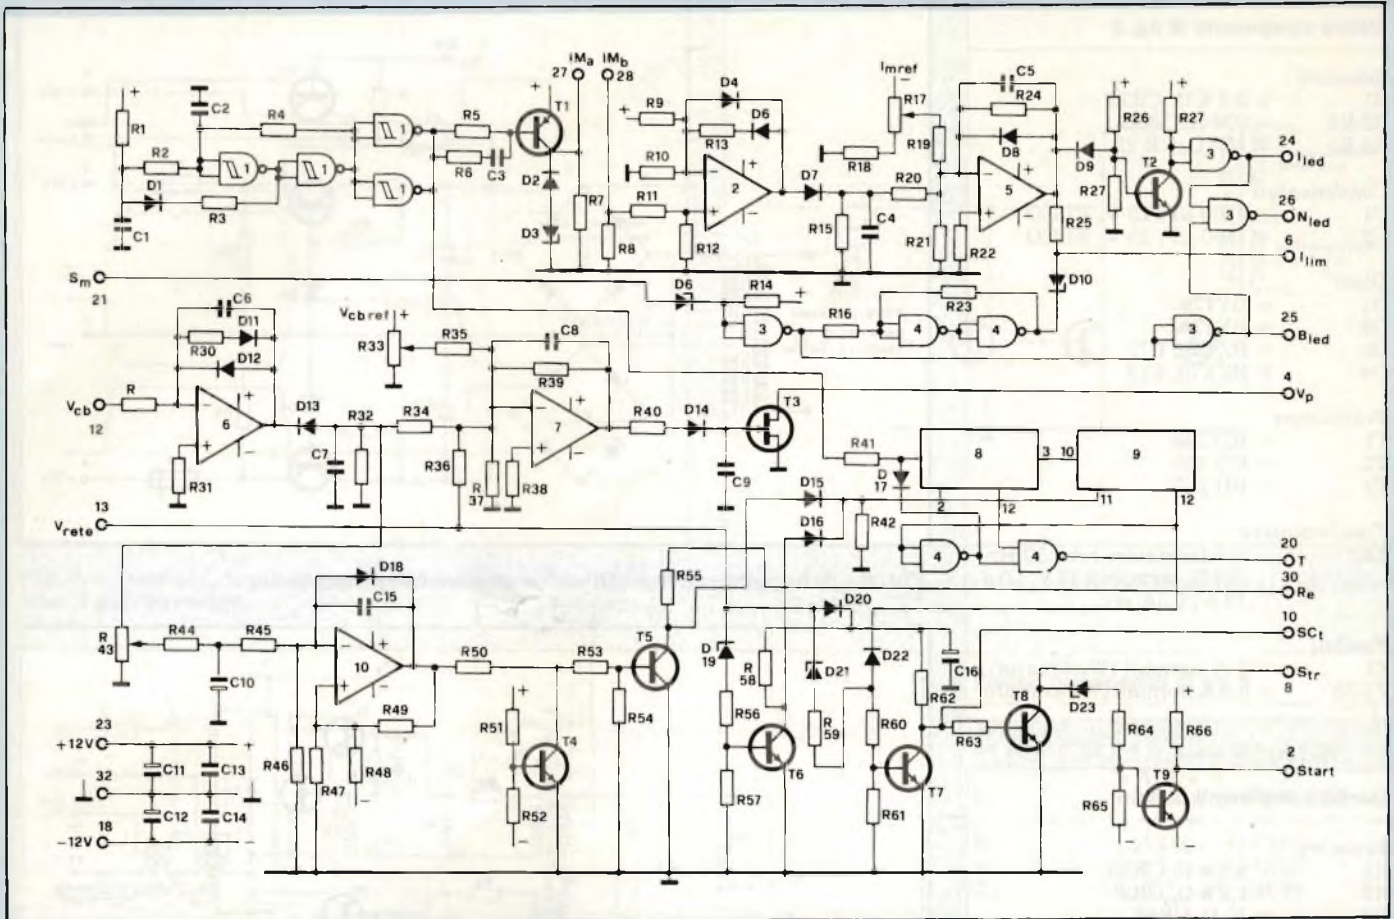 IMa IMb
27 28
+ R1 C2 R4 1 R5 + T1
R2 1 1 R6 C3
D1 R3 1 D2 R7
C1 D3
+ R9 D4 D6 R13
R10 2 − +
R11 R8 R12
D7 R15 C4 R20
Imref − R17 R18 R19
C5 R24 D8 5 − + R21 R22 R25
+ + R26 R27 D9 T2 R27
3 24 Iled
3 26 Nled
6 Ilim
D10
Sm 21
D6 R14 +
3 R16 R23 4 4
3 25 Bled
4 Vp
C6 R30 D11 D12
Vcb 12 R 6 − + R31
D13 C7 R32
Vcbref + R33 R35
R34 R36 R 37 R38
C8 R39 7 − +
R40 D14 T3 C9
R41 D 17 8 3 10 9
2 12 11 12
Vrete 13
D15 D16 R42
4 20 T
30 Re
10 SCt
Str 8
2 Start
R 43 R44 C10 R45
D18 C15 10 − +
R46 R47 R48 R49 −
R50 + R51 T4 R52 −
R53 R54 R55 T5
D 19 R56 R57 R 58 T6
D20 D21 R 59
D22 R60 R61 R62 T7
C16 R63 T8 D23
+ + R64 R65 R66 T9 − −
23 +12V +
C11 C13
32 ⊥ ⊥
C12 C14
18 −12V −